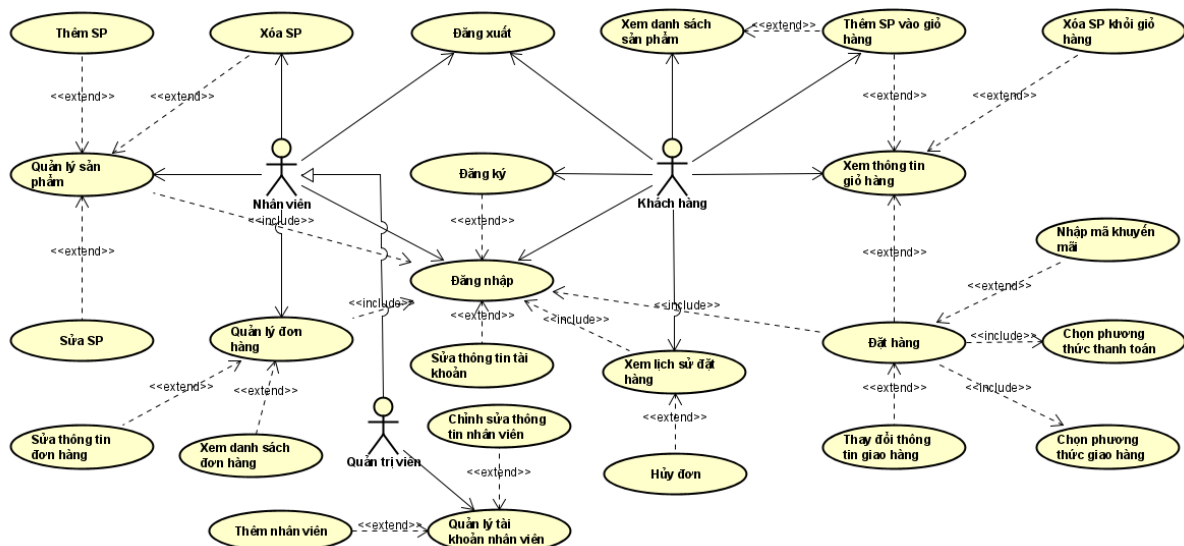 Thêm SP
Xóa SP
Đăng xuất
Xem danh sách
sản phẩm
<<extend>>
Thêm SP vào giỏ
hàng
Xóa SP khỏi giỏ
hàng
<<extend>>
<<extend>>
<<extend>>
<<extend>>
Quản lý sản
phẩm
Nhân viên
Đăng ký
Khách hàng
Xem thông tin
giỏ hàng
<<include>>
<<extend>>
<<extend>>
Nhập mã khuyến
mãi
Đăng nhập
<<extend>>
<<include>>
<<extend>>
<<include>>
<<include>>
Sửa SP
Quản lý đơn
hàng
Sửa thông tin tài
khoản
Xem lịch sử đặt
hàng
Đặt hàng
<<include>>
Chọn phương
thức thanh toán
<<extend>>
<<extend>>
<<extend>>
<<extend>>
<<include>>
Sửa thông tin
đơn hàng
Xem danh sách
đơn hàng
Quản trị viên
Chỉnh sửa thông
tin nhân viên
Hủy đơn
Thay đổi thông
tin giao hàng
Chọn phương
thức giao hàng
<<extend>>
Thêm nhân viên
<<extend>>
Quản lý tài
khoản nhân viên